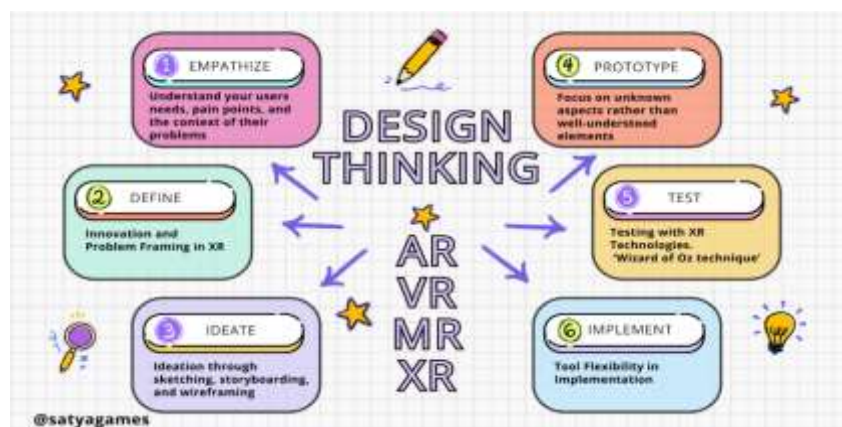 1 EMPATHIZE
Understand your users
needs, pain points, and
the context of their
problems
2 DEFINE
Innovation and
Problem Framing in XR
3 IDEATE
Ideation through
sketching, storyboarding,
and wireframing
DESIGN
THINKING
AR
VR
MR
XR
4 PROTOTYPE
Focus on unknown
aspects rather than
well-understood
elements
5 TEST
Testing with XR
Technologies.
'Wizard of Oz technique'
6 IMPLEMENT
Tool Flexibility in
Implementation
@satyagames